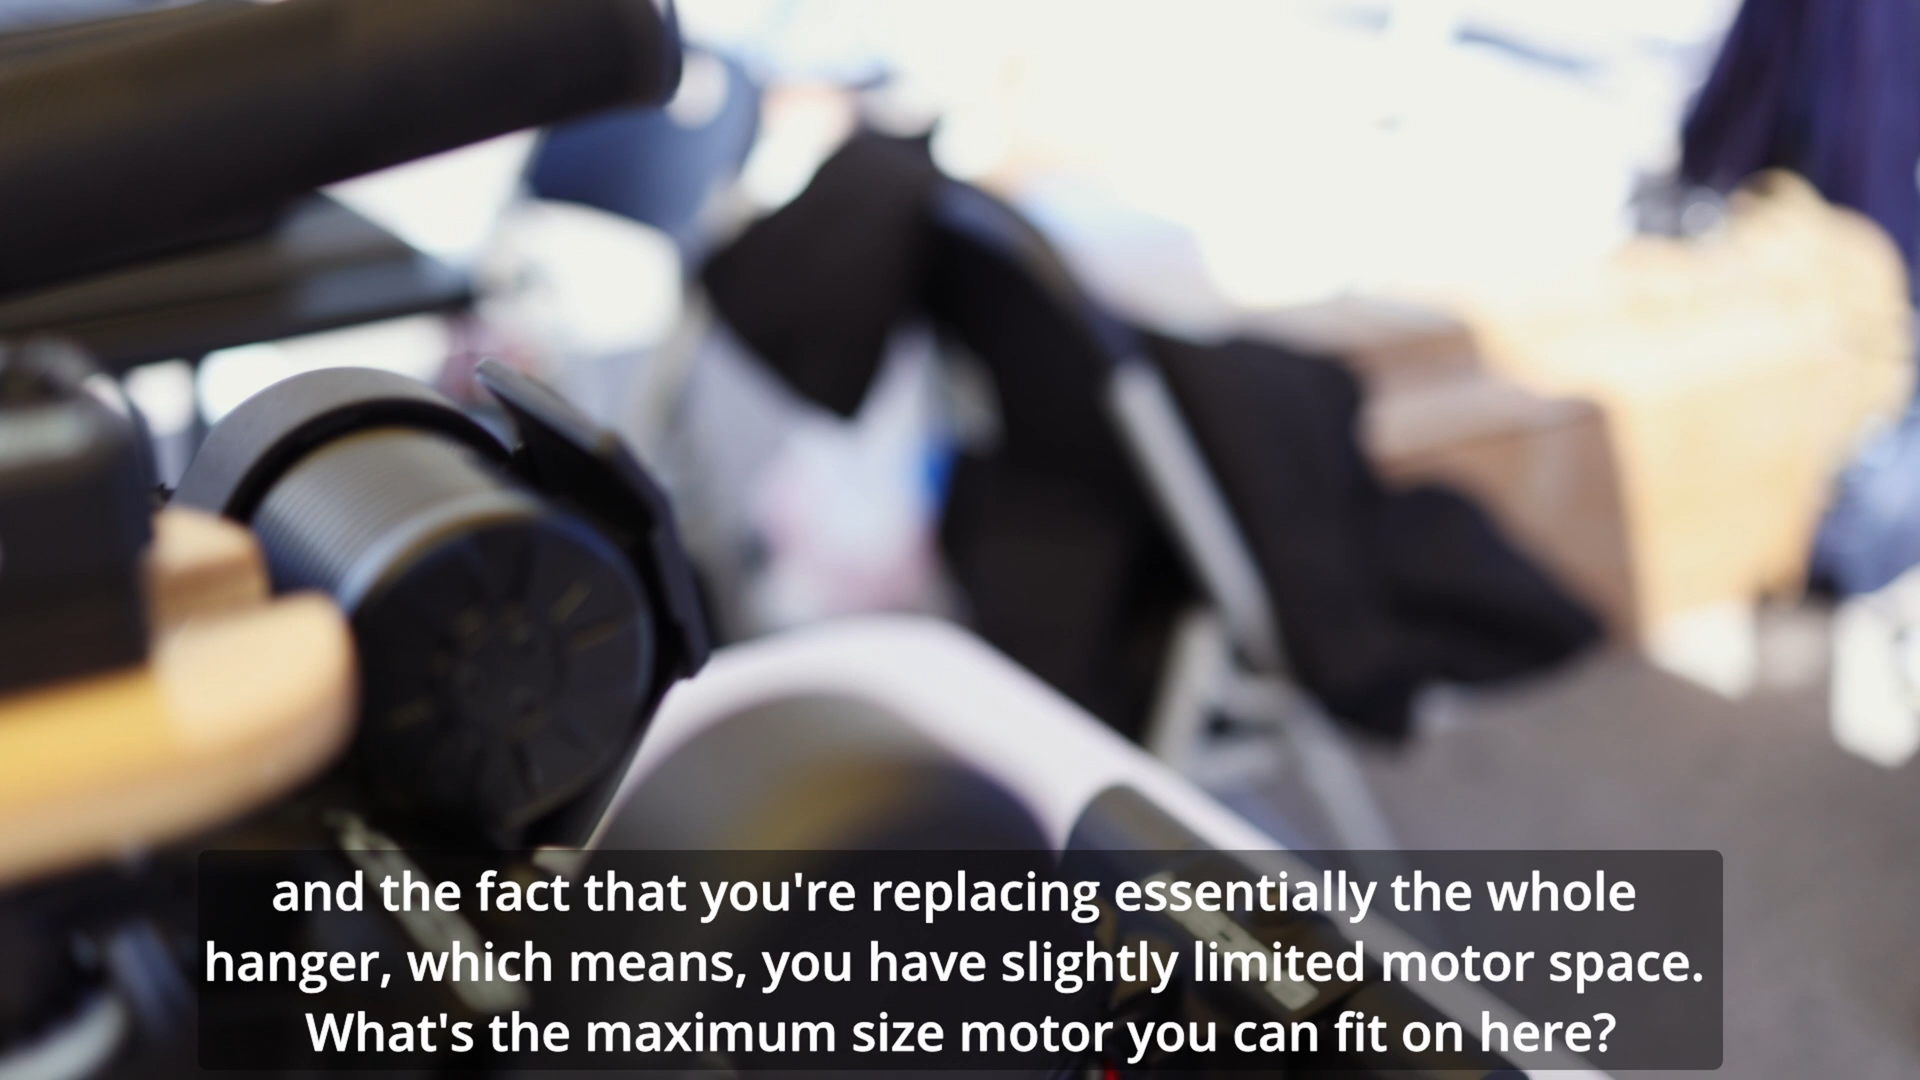 and the fact that you're replacing essentially the whole
hanger, which means, you have slightly limited motor space.
What's the maximum size motor you can fit on here?